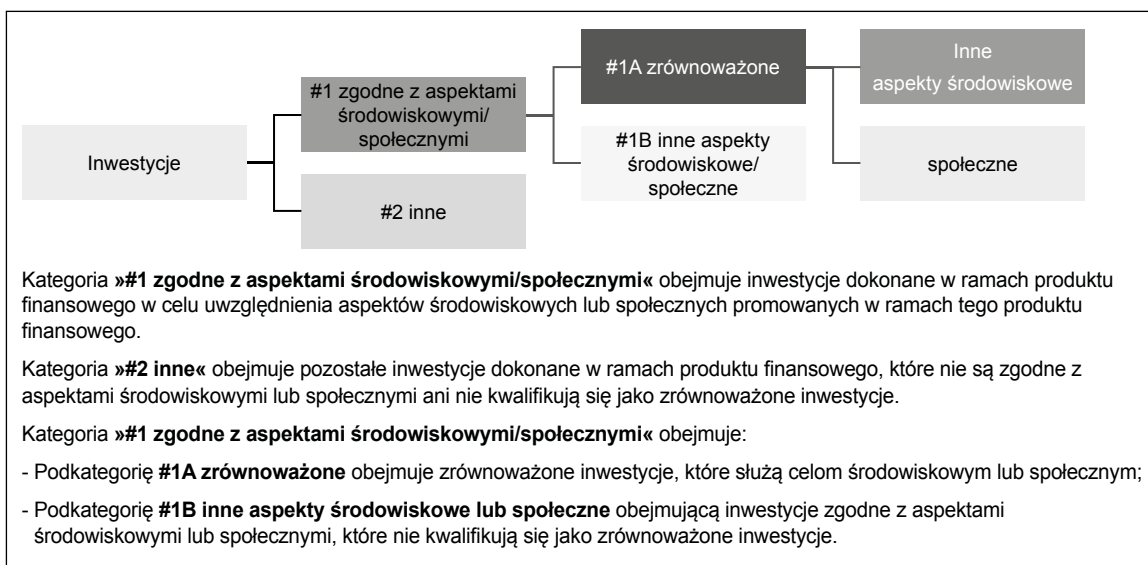 Inwestycje
#1 zgodne z aspektami
środowiskowymi/
społecznymi
#2 inne
#1A zrównoważone
#1B inne aspekty
środowiskowe/
społeczne
Inne
aspekty środowiskowe
społeczne
Kategoria »#1 zgodne z aspektami środowiskowymi/społecznymi« obejmuje inwestycje dokonane w ramach produktu
finansowego w celu uwzględnienia aspektów środowiskowych lub społecznych promowanych w ramach tego produktu
finansowego.
Kategoria »#2 inne« obejmuje pozostałe inwestycje dokonane w ramach produktu finansowego, które nie są zgodne z
aspektami środowiskowymi lub społecznymi ani nie kwalifikują się jako zrównoważone inwestycje.
Kategoria »#1 zgodne z aspektami środowiskowymi/społecznymi« obejmuje:
- Podkategorię #1A zrównoważone obejmuje zrównoważone inwestycje, które służą celom środowiskowym lub społecznym;
- Podkategorię #1B inne aspekty środowiskowe lub społeczne obejmującą inwestycje zgodne z aspektami
środowiskowymi lub społecznymi, które nie kwalifikują się jako zrównoważone inwestycje.